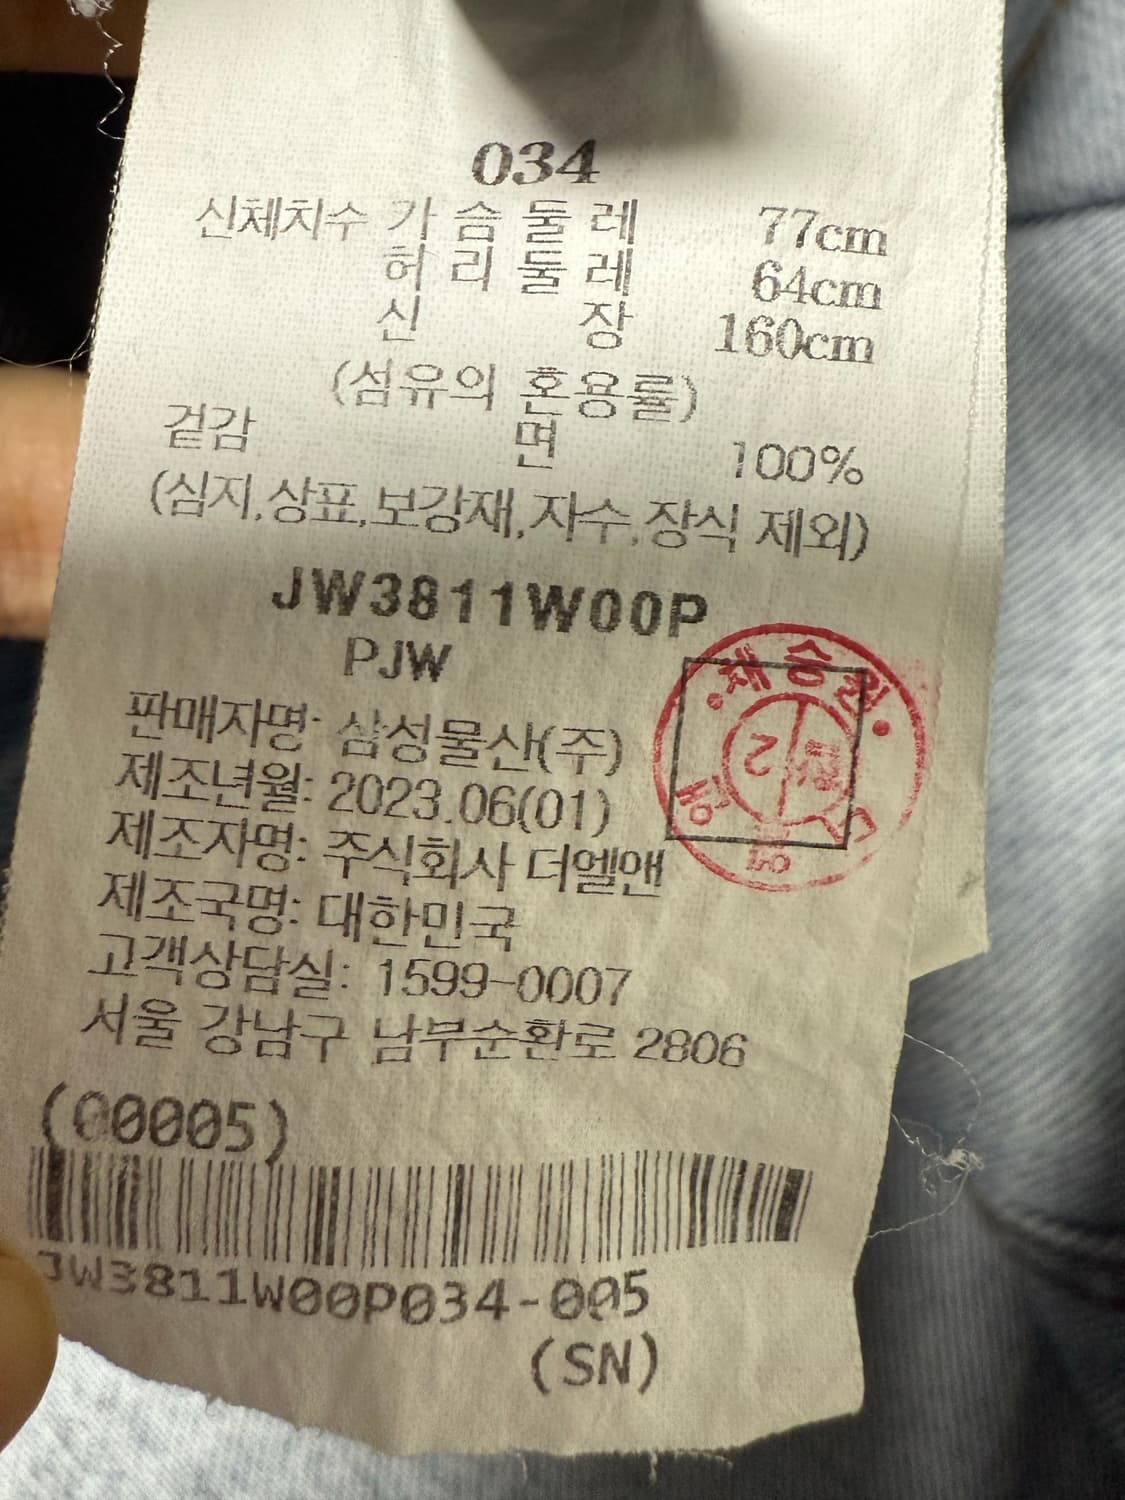 034
신체치수 가 슴 둘 레 77cm
허 리 둘 레 64cm
신 장 160cm
(섬유의 혼용률)
겉감 면 100%
(심지,상표,보강재,자수,장식 제외)
JW3811W00P
PJW
판매자명: 삼성물산(주)
제조년월: 2023.06(01)
제조자명: 주식회사 더엘앤
제조국명: 대한민국
고객상담실: 1599-0007
서울 강남구 남부순환로 2806
2
(00005)
JW3811W00P034-005
(SN)